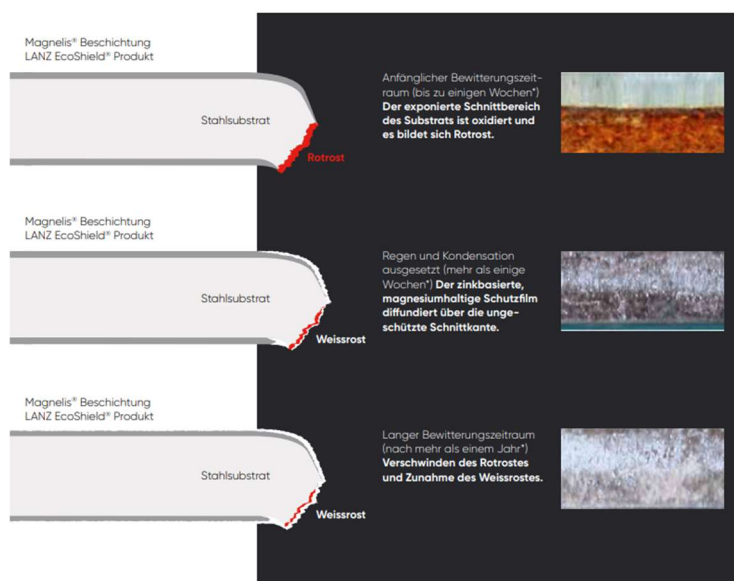 Magnelis® Beschichtung
LANZ EcoShield® Produkt
Stahlsubstrat
Rotrost
Anfänglicher Bewitterungszeit-
raum (bis zu einigen Wochen*)
Der exponierte Schnittbereich
des Substrats ist oxidiert und
es bildet sich Rotrost.
Magnelis® Beschichtung
LANZ EcoShield® Produkt
Stahlsubstrat
Weissrost
Regen und Kondensation
ausgesetzt (mehr als einige
Wochen*) Der zinkbasierte,
magnesiumhaltige Schutzfilm
diffundiert über die unge-
schützte Schnittkante.
Magnelis® Beschichtung
LANZ EcoShield® Produkt
Stahlsubstrat
Weissrost
Langer Bewitterungszeitraum
(nach mehr als einem Jahr*)
Verschwinden des Rotrostes
und Zunahme des Weissrostes.